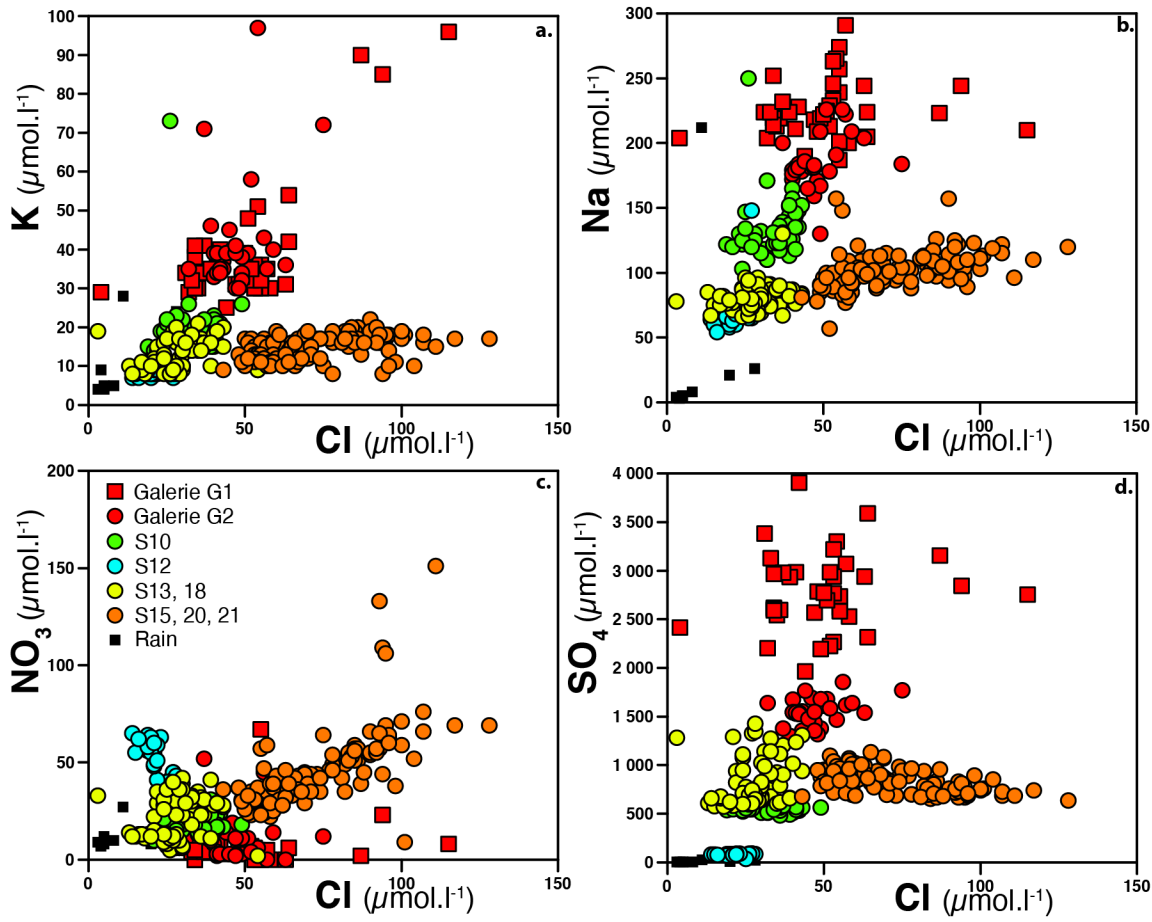 a.
100
90
80
70
60
50
40
30
20
10
0
K (µmol.l⁻¹)
0 50 100 150
Cl (µmol.l⁻¹)
b.
300
250
200
150
100
50
0
Na (µmol.l⁻¹)
0 50 100 150
Cl (µmol.l⁻¹)
c.
200
150
100
50
0
NO₃ (µmol.l⁻¹)
Galerie G1
Galerie G2
S10
S12
S13, 18
S15, 20, 21
Rain
0 50 100 150
Cl (µmol.l⁻¹)
d.
4 000
3 500
3 000
2 500
2 000
1 500
1 000
500
0
SO₄ (µmol.l⁻¹)
0 50 100 150
Cl (µmol.l⁻¹)